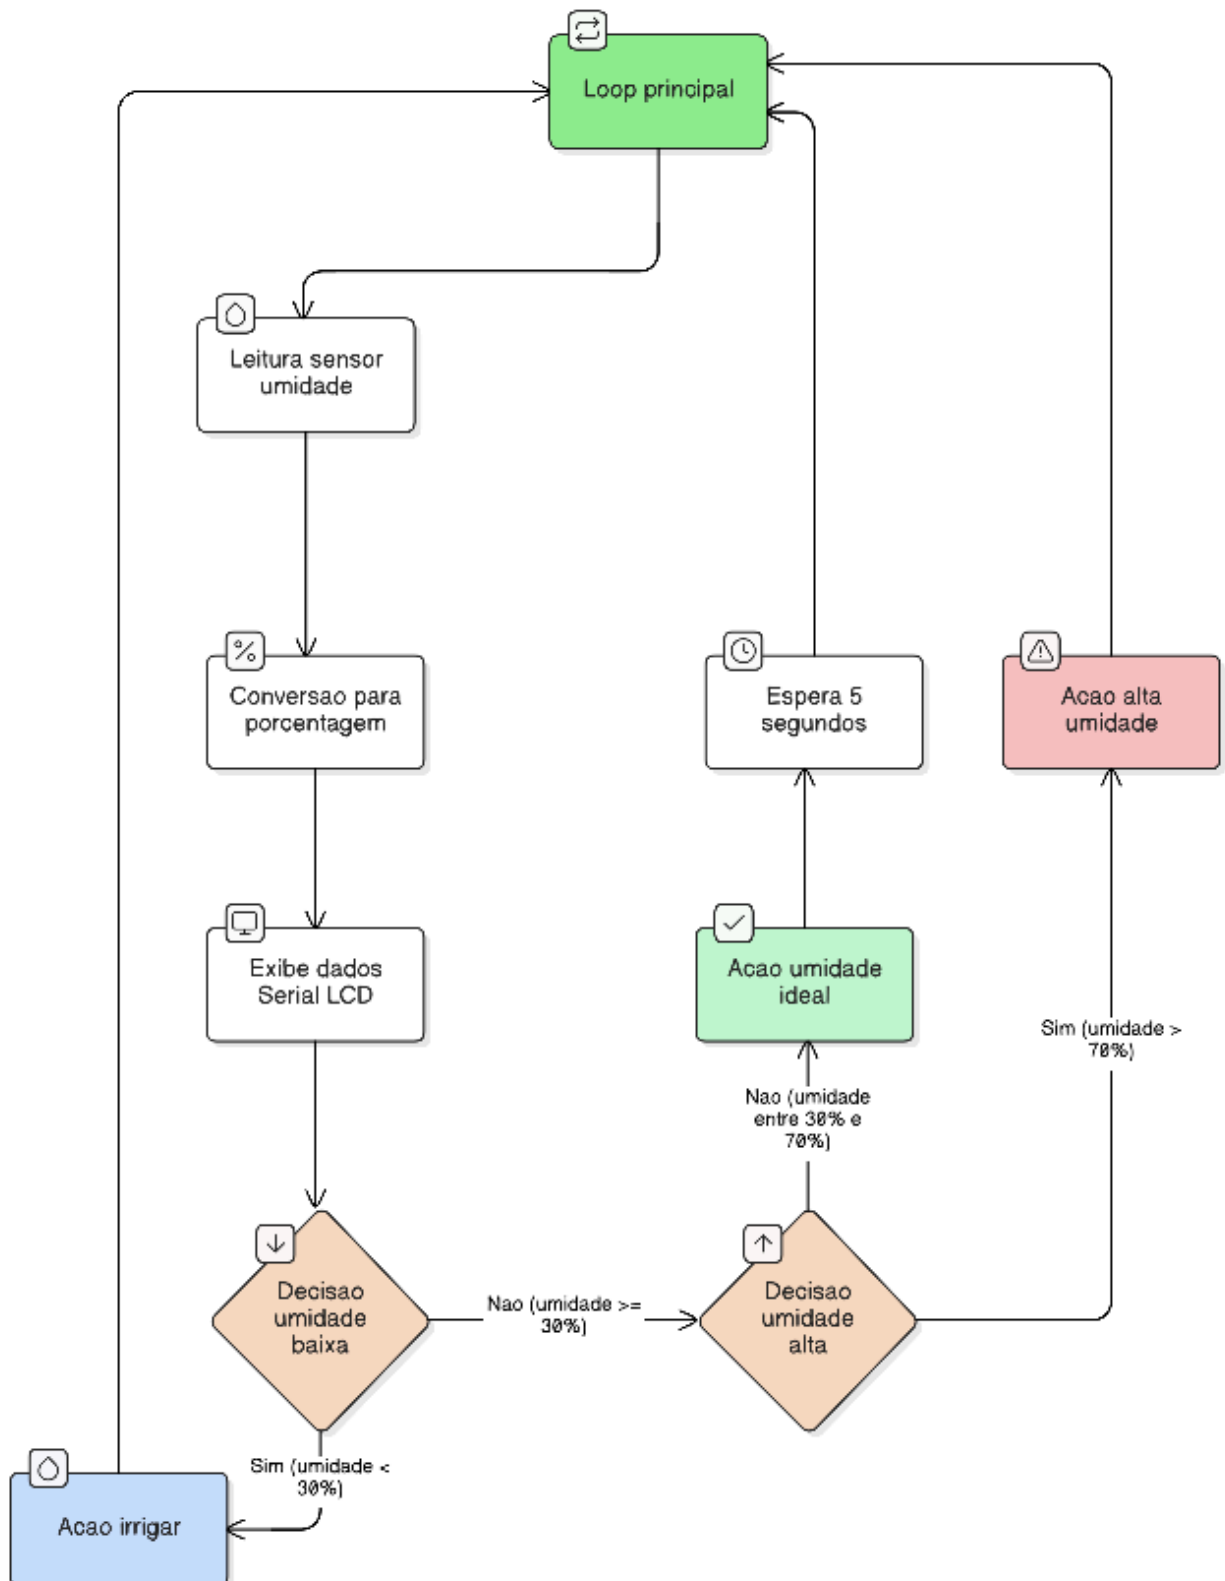 Loop principal
Leitura sensor
umidade
Conversao para
porcentagem
Espera 5
segundos
Acao alta
umidade
Exibe dados
Serial LCD
Acao umidade
ideal
Sim (umidade >
70%)
Nao (umidade
entre 30% e
70%)
Decisao
umidade
baixa
Nao (umidade >=
30%)
Decisao
umidade
alta
Sim (umidade <
30%)
Acao irrigar